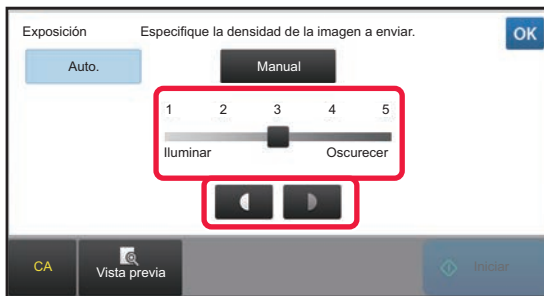 Exposición Especifique la densidad de la imagen a enviar. OK
Auto. Manual
1 2 3 4 5
Iluminar Oscurecer
CA Vista previa Iniciar